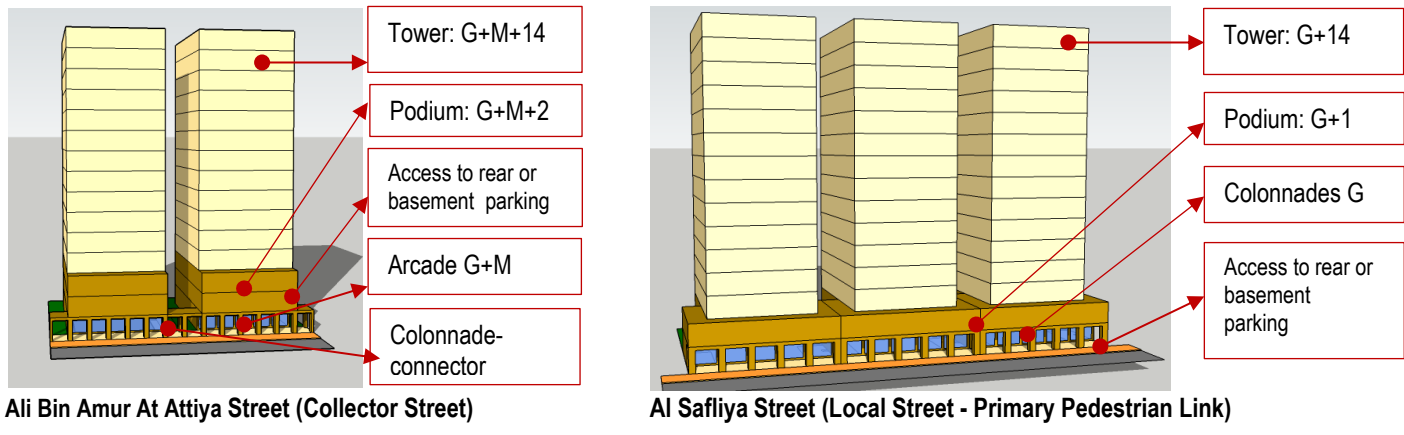 Tower: G+M+14
Podium: G+M+2
Access to rear or
basement parking
Arcade G+M
Colonnade-
connector
Ali Bin Amur At Attiya Street (Collector Street)
Tower: G+14
Podium: G+1
Colonnades G
Access to rear or
basement
parking
Al Safliya Street (Local Street - Primary Pedestrian Link)